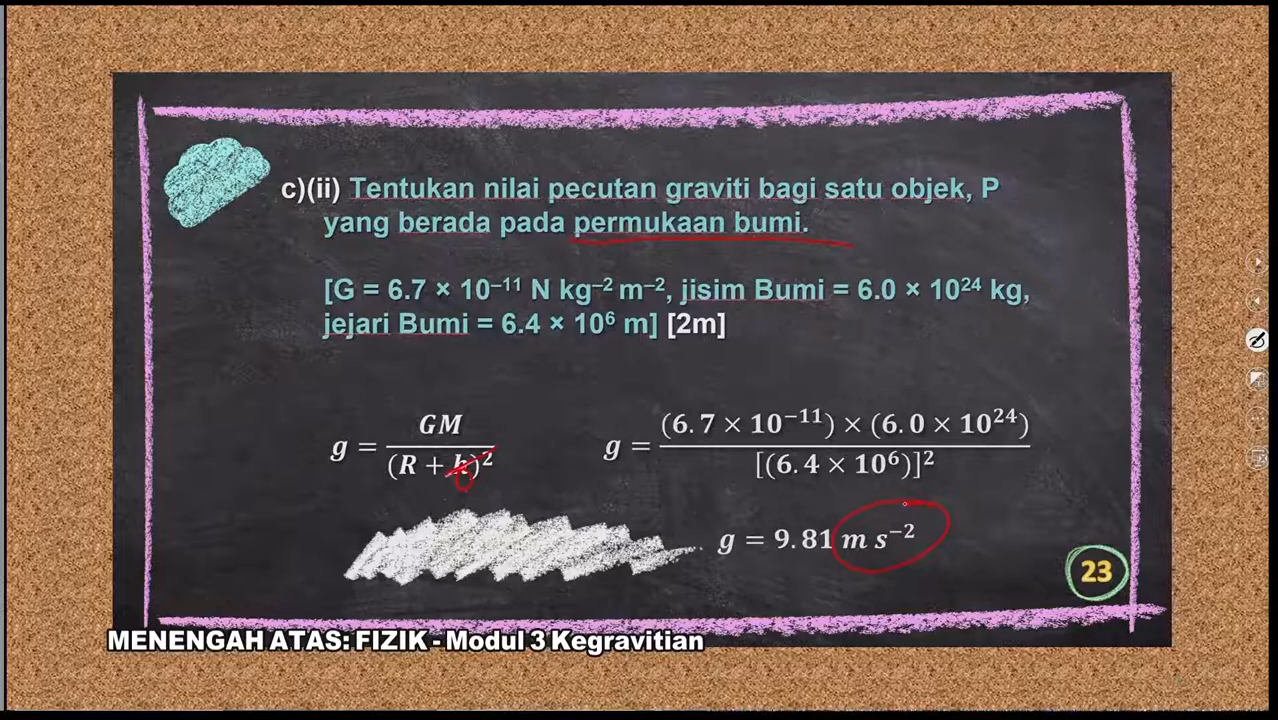 c)(ii) Tentukan nilai pecutan graviti bagi satu objek, P
yang berada pada permukaan bumi.
[G = 6.7 × 10⁻¹¹ N kg⁻² m⁻², jisim Bumi = 6.0 × 10²⁴ kg,
jejari Bumi = 6.4 × 10⁶ m] [2m]
g = GM / (R + h)²
0
g = (6.7 × 10⁻¹¹) × (6.0 × 10²⁴) / [(6.4 × 10⁶)]²
g = 9.81 m s⁻²
23
MENENGAH ATAS: FIZIK - Modul 3 Kegravitian